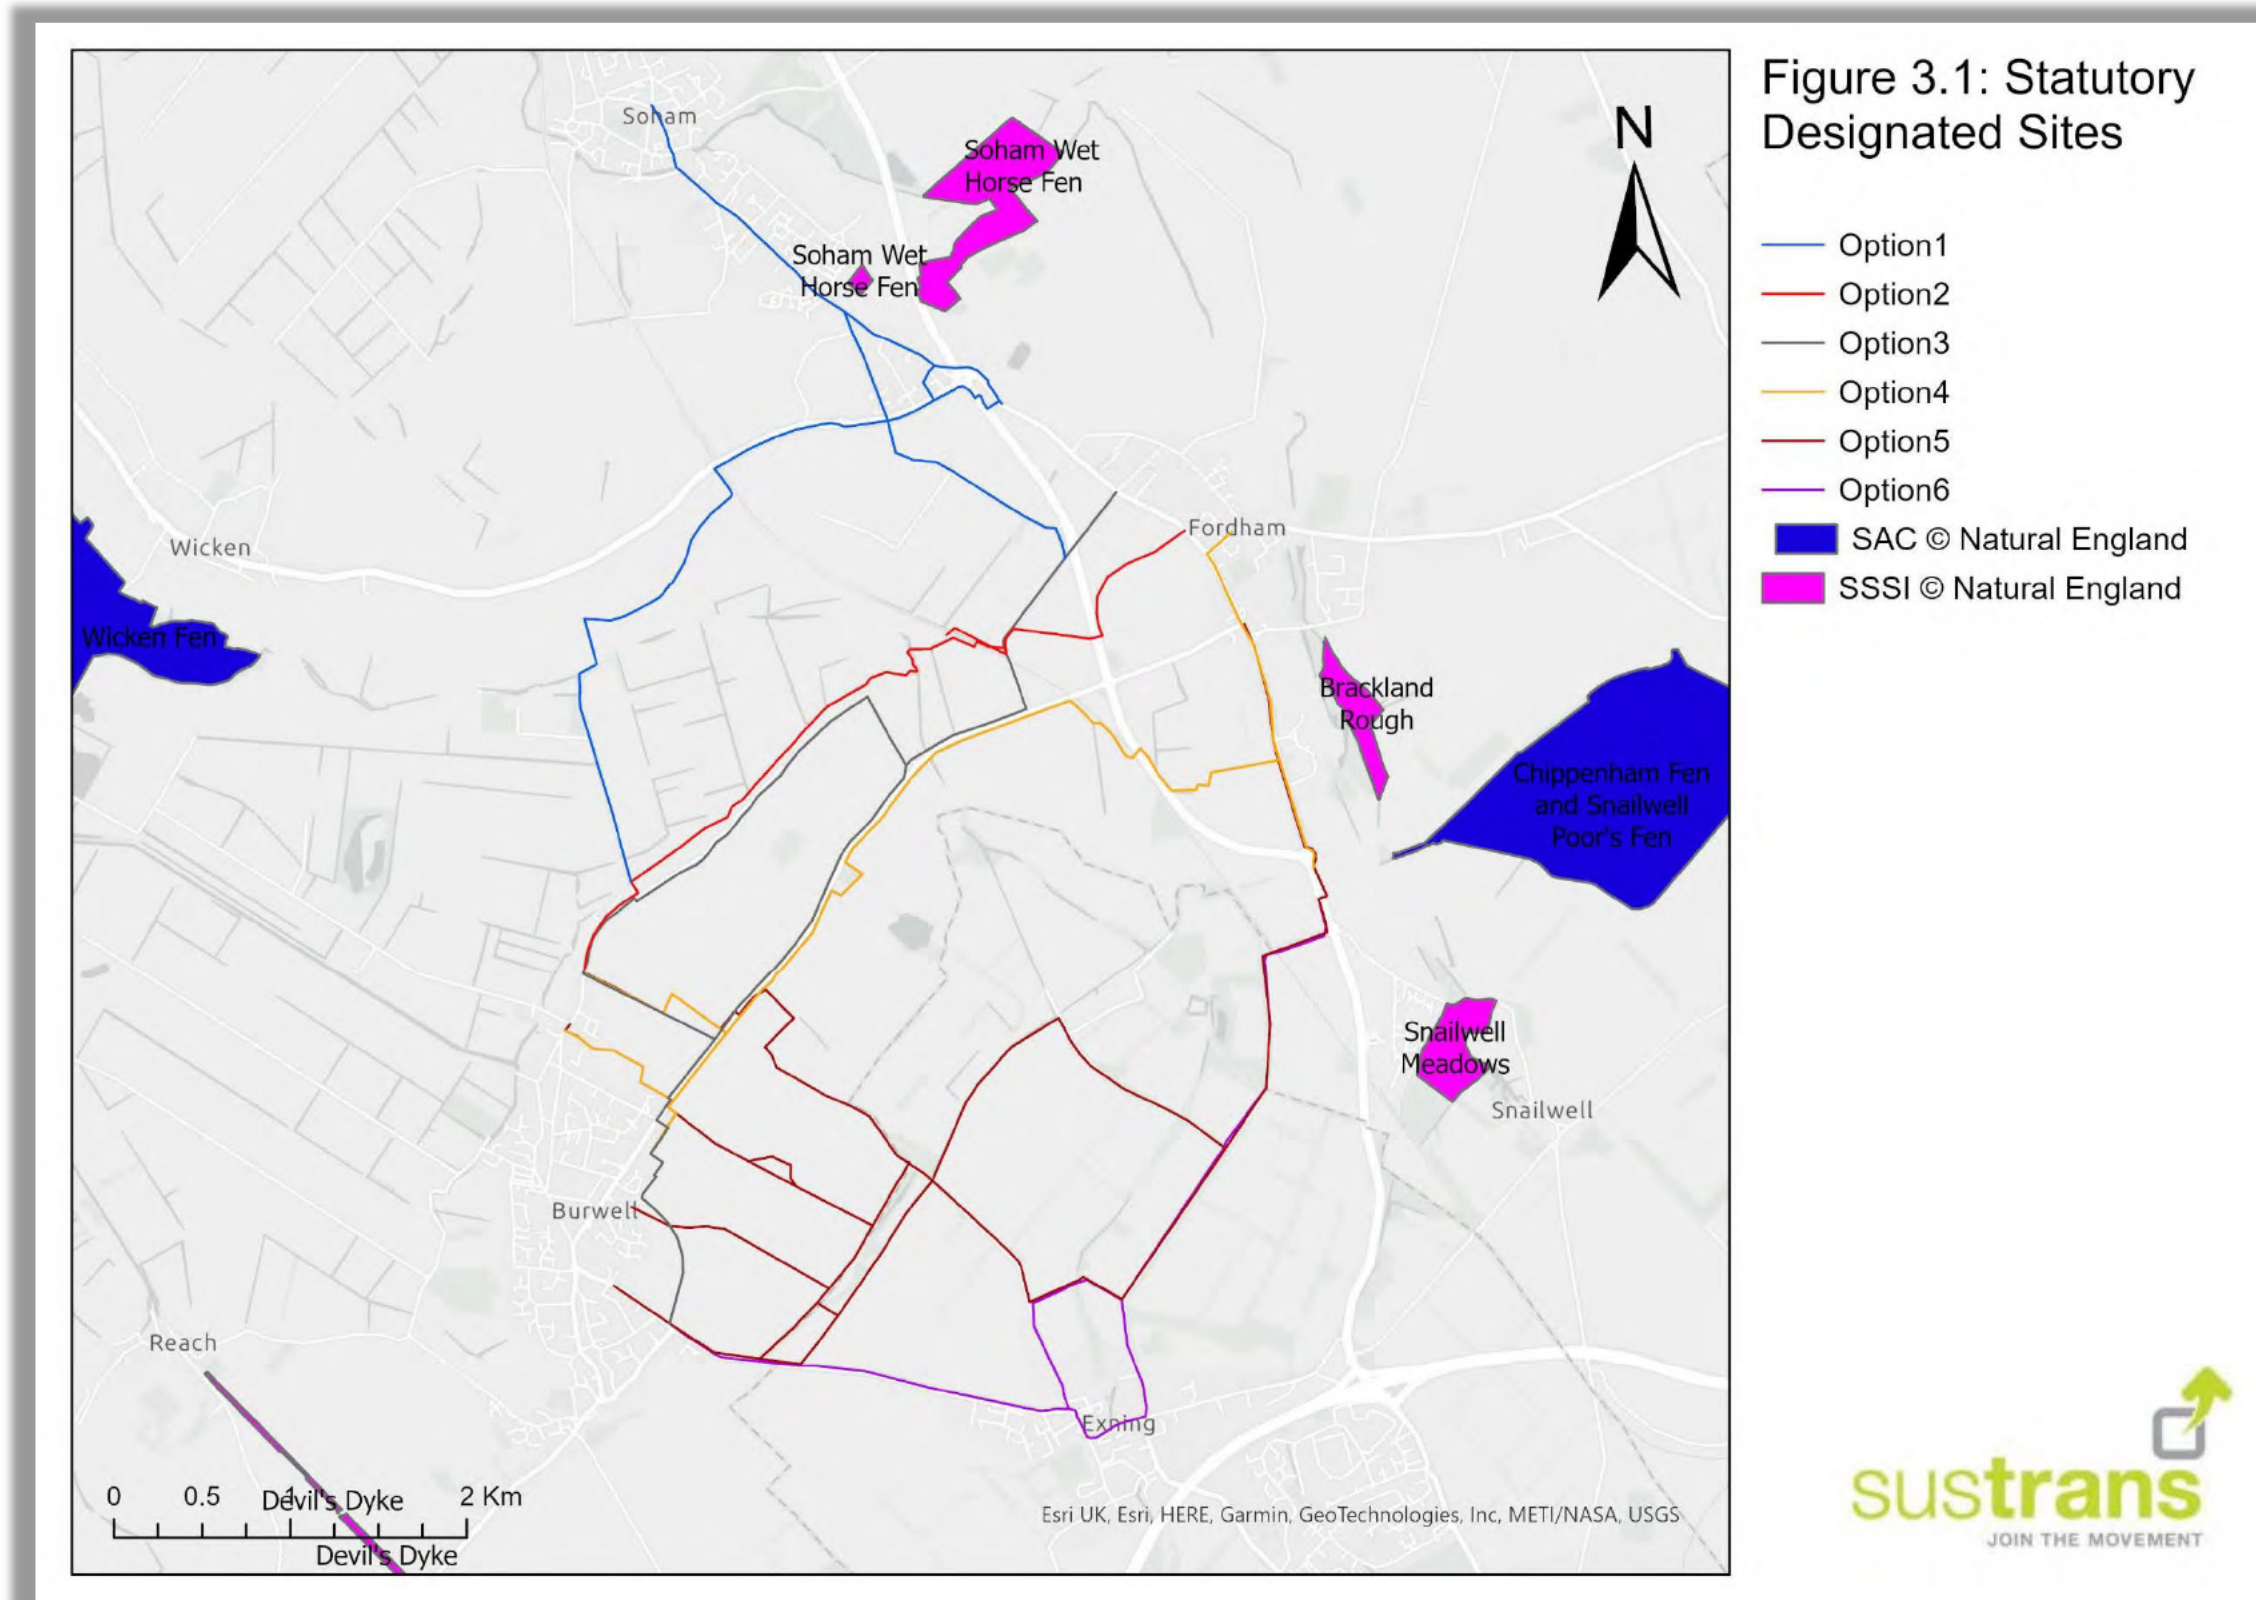 Figure 3.1: Statutory
Designated Sites
N
Option1
Option2
Option3
Option4
Option5
Option6
SAC © Natural England
SSSI © Natural England
Soham
Soham Wet
Horse Fen
Soham Wet
Horse Fen
Wicken
Fordham
Wicken Fen
Brackland
Rough
Chippenham Fen
and Snailwell
Poor's Fen
Snailwell
Meadows
Snailwell
Burwell
Reach
Exning
0 0.5 1 2 Km
Devil's Dyke
Devil's Dyke
Esri UK, Esri, HERE, Garmin, GeoTechnologies, Inc, METI/NASA, USGS
sustrans
JOIN THE MOVEMENT